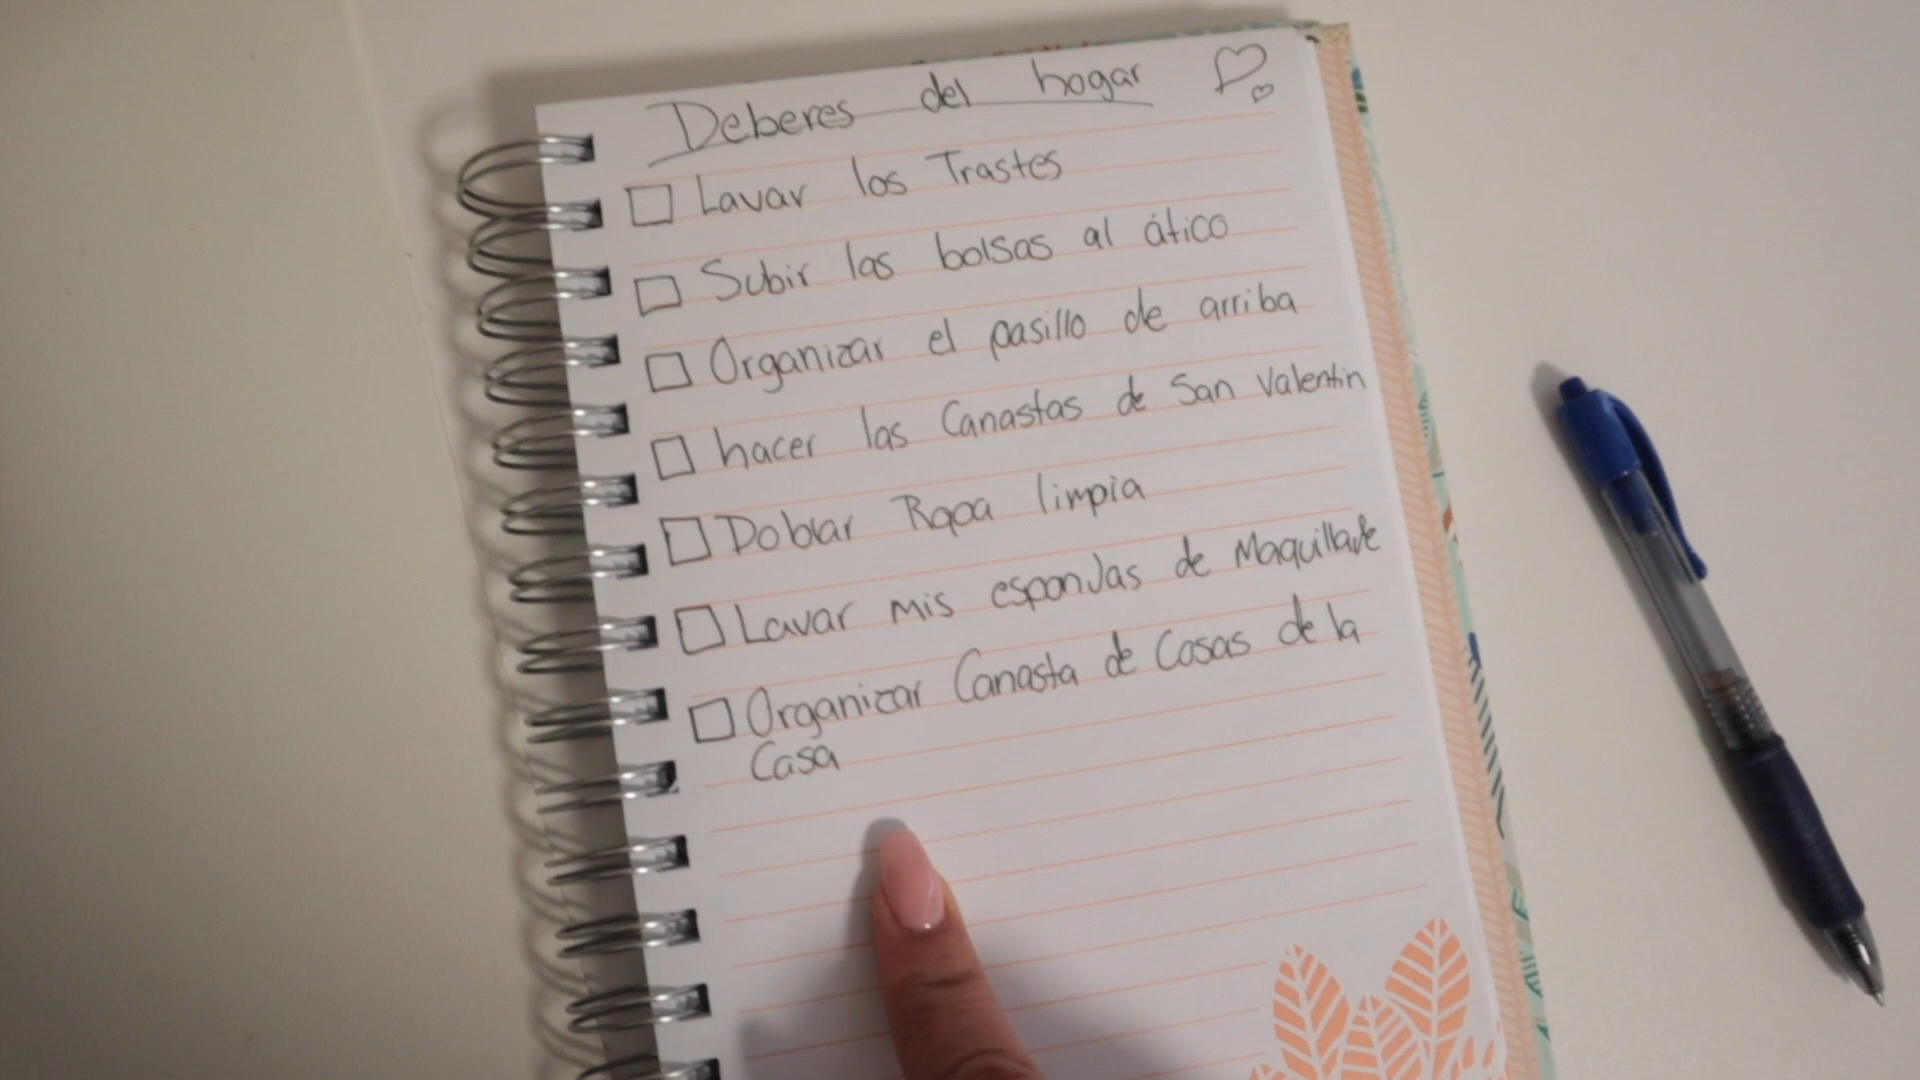 Deberes del hogar
Lavar los Trastes
Subir las bolsas al ático
Organizar el pasillo de arriba
hacer las Canastas de San Valentin
Doblar Ropa limpia
Lavar mis esponJas de Maquillaje
Organizar Canasta de Cosas de la
Casa